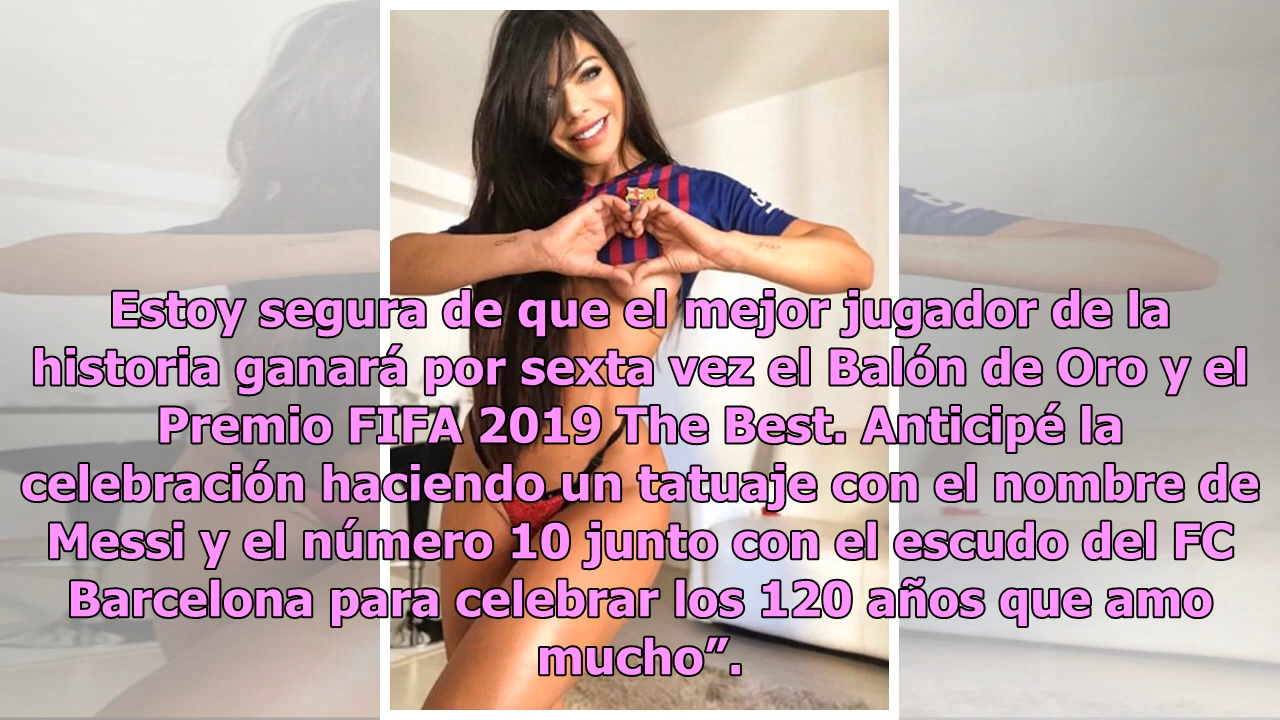 Estoy segura de que el mejor jugador de la
historia ganará por sexta vez el Balón de Oro y el
Premio FIFA 2019 The Best. Anticipé la
celebración haciendo un tatuaje con el nombre de
Messi y el número 10 junto con el escudo del FC
Barcelona para celebrar los 120 años que amo
mucho”.